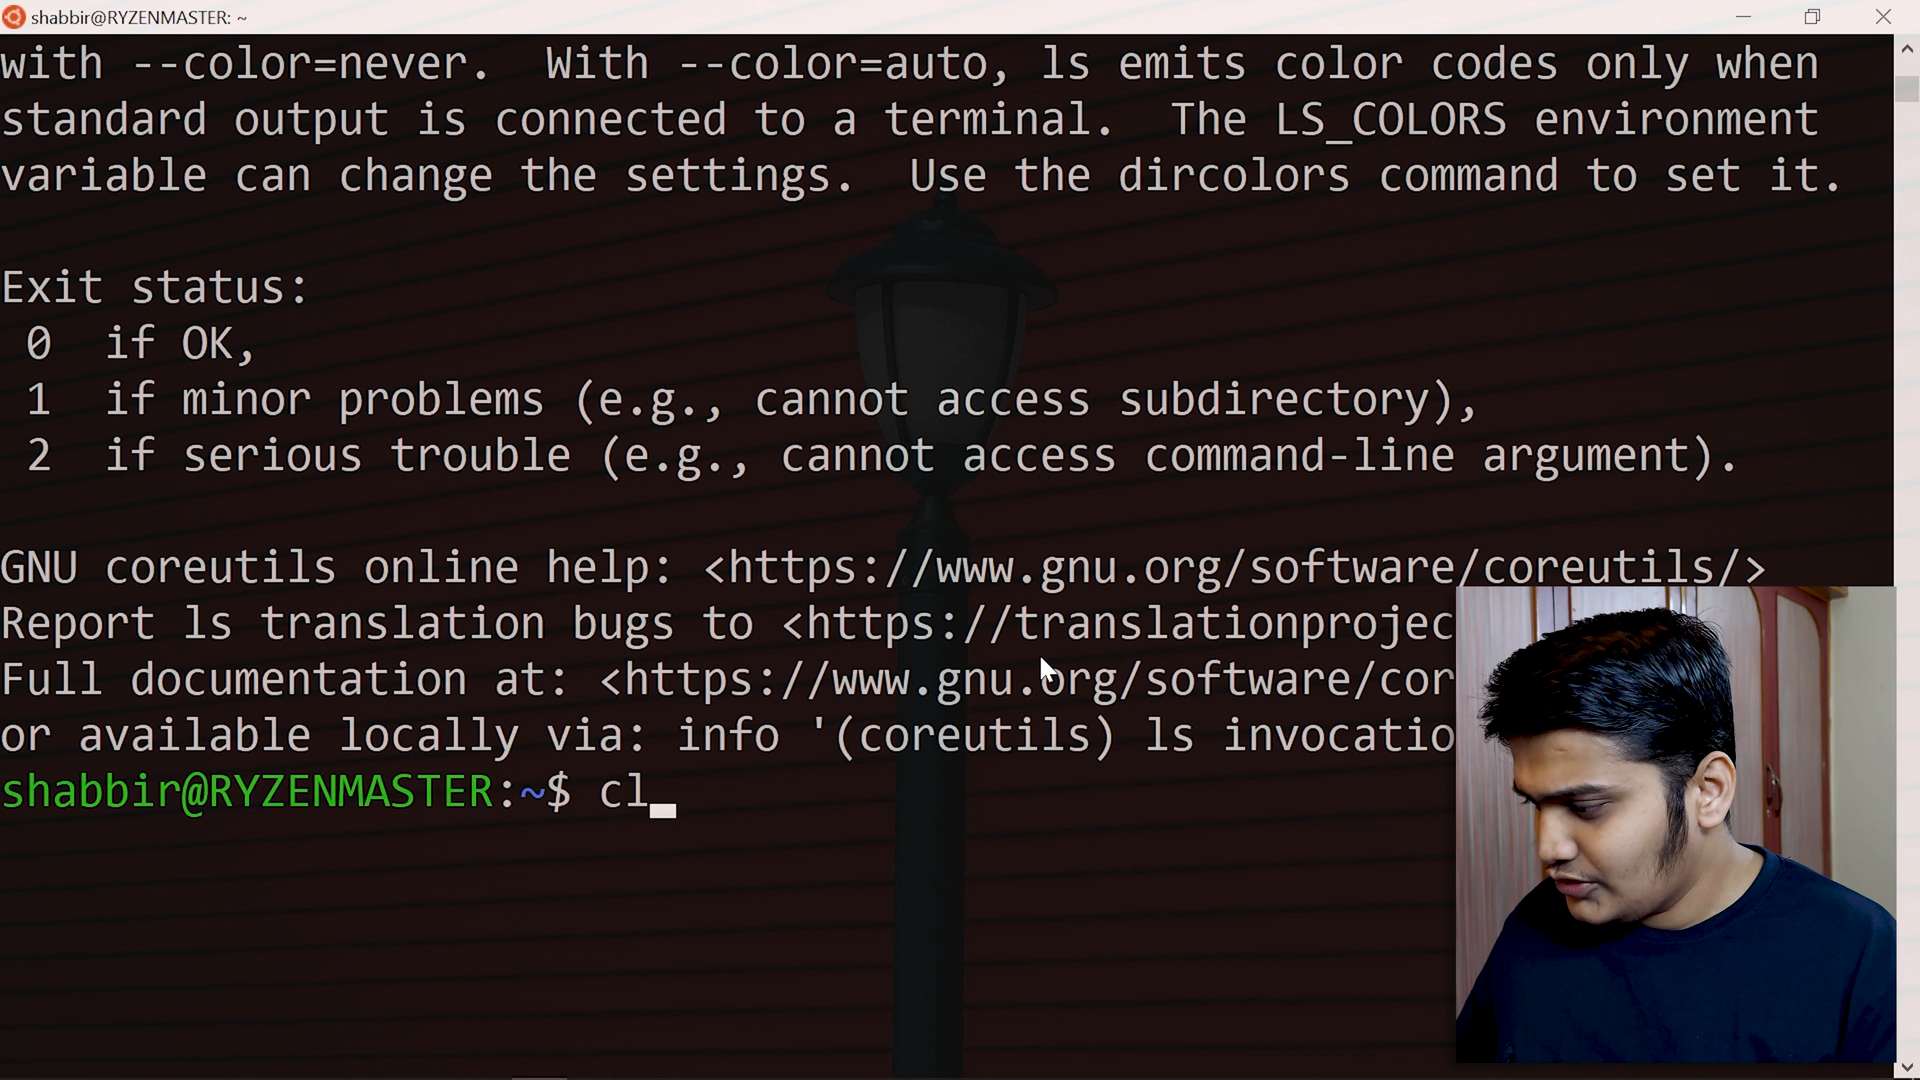 shabbir@RYZENMASTER: ~
with --color=never.  With --color=auto, ls emits color codes only when
standard output is connected to a terminal.  The LS_COLORS environment
variable can change the settings.  Use the dircolors command to set it.
Exit status:
0  if OK,
1  if minor problems (e.g., cannot access subdirectory),
2  if serious trouble (e.g., cannot access command-line argument).
GNU coreutils online help: <https://www.gnu.org/software/coreutils/>
Report ls translation bugs to <https://translationprojec
Full documentation at: <https://www.gnu.org/software/cor
or available locally via: info '(coreutils) ls invocatio
shabbir@RYZENMASTER:~$ cl